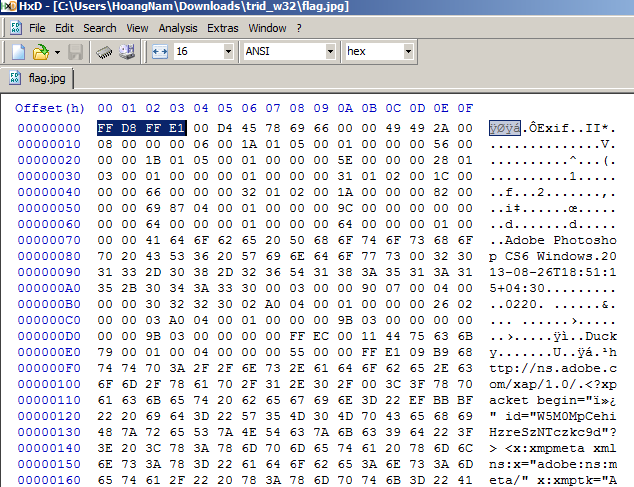 HxD - [C:\Users\HoangNam\Downloads\trid_w32\flag.jpg]
File Edit Search View Analysis Extras Window ?
16 ANSI hex
flag.jpg
Offset(h) 00 01 02 03 04 05 06 07 08 09 0A 0B 0C 0D 0E 0F
00000000 FF D8 FF E1 00 D4 45 78 69 66 00 00 49 49 2A 00 ÿØÿá.ÔExif..II*.
00000010 08 00 00 00 06 00 1A 01 05 00 01 00 00 00 56 00 ..............V.
00000020 00 00 1B 01 05 00 01 00 00 00 5E 00 00 00 28 01 ..........^...(.
00000030 03 00 01 00 00 00 01 00 00 00 31 01 02 00 1C 00 ..........1.....
00000040 00 00 66 00 00 00 32 01 02 00 1A 00 00 00 82 00 ..f...2.......‚.
00000050 00 00 69 87 04 00 01 00 00 00 9C 00 00 00 00 00 ..i‡......œ.....
00000060 00 00 64 00 00 00 01 00 00 00 64 00 00 00 01 00 ..d.......d.....
00000070 00 00 41 64 6F 62 65 20 50 68 6F 74 6F 73 68 6F ..Adobe Photosho
00000080 70 20 43 53 36 20 57 69 6E 64 6F 77 73 00 32 30 p CS6 Windows.20
00000090 31 33 2D 30 38 2D 32 36 54 31 38 3A 35 31 3A 31 13-08-26T18:51:1
000000A0 35 2B 30 34 3A 33 30 00 03 00 00 90 07 00 04 00 5+04:30.........
000000B0 00 00 30 32 32 30 02 A0 04 00 01 00 00 00 26 02 ..0220. ......&.
000000C0 00 00 03 A0 04 00 01 00 00 00 9B 03 00 00 00 00 ... ......›.....
000000D0 00 00 9B 03 00 00 00 00 FF EC 00 11 44 75 63 6B ..›.....ÿì..Duck
000000E0 79 00 01 00 04 00 00 00 55 00 00 FF E1 09 B9 68 y.......U..ÿá.¹h
000000F0 74 74 70 3A 2F 2F 6E 73 2E 61 64 6F 62 65 2E 63 ttp://ns.adobe.c
00000100 6F 6D 2F 78 61 70 2F 31 2E 30 2F 00 3C 3F 78 70 om/xap/1.0/.<?xp
00000110 61 63 6B 65 74 20 62 65 67 69 6E 3D 22 EF BB BF acket begin="ï»¿
00000120 22 20 69 64 3D 22 57 35 4D 30 4D 70 43 65 68 69 " id="W5M0MpCehi
00000130 48 7A 72 65 53 7A 4E 54 63 7A 6B 63 39 64 22 3F HzreSzNTczkc9d"?
00000140 3E 20 3C 78 3A 78 6D 70 6D 65 74 61 20 78 6D 6C > <x:xmpmeta xml
00000150 6E 73 3A 78 3D 22 61 64 6F 62 65 3A 6E 73 3A 6D ns:x="adobe:ns:m
00000160 65 74 61 2F 22 20 78 3A 78 6D 70 74 6B 3D 22 41 eta/" x:xmptk="A